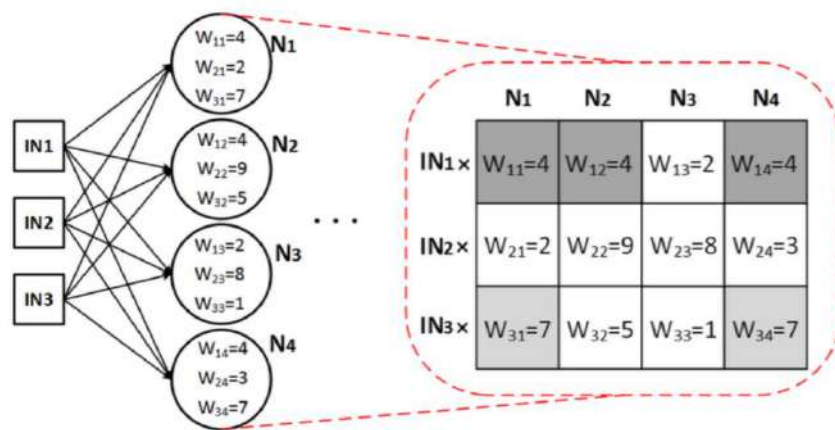 W₁₁=4
W₂₁=2
W₃₁=7
N₁
IN1
IN2
IN3
W₁₂=4
W₂₂=9
W₃₂=5
N₂
W₁₃=2
W₂₃=8
W₃₃=1
N₃
W₁₄=4
W₂₄=3
W₃₄=7
N₄
. . .
N₁ N₂ N₃ N₄
IN₁× W₁₁=4 W₁₂=4 W₁₃=2 W₁₄=4
IN₂× W₂₁=2 W₂₂=9 W₂₃=8 W₂₄=3
IN₃× W₃₁=7 W₃₂=5 W₃₃=1 W₃₄=7